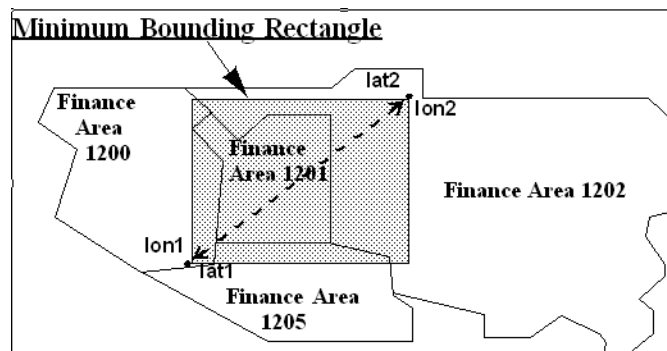 Minimum Bounding Rectangle
lat2
lon2
Finance
Area
1200
Finance
Area 1201
Finance Area 1202
lon1
lat1
Finance Area
1205